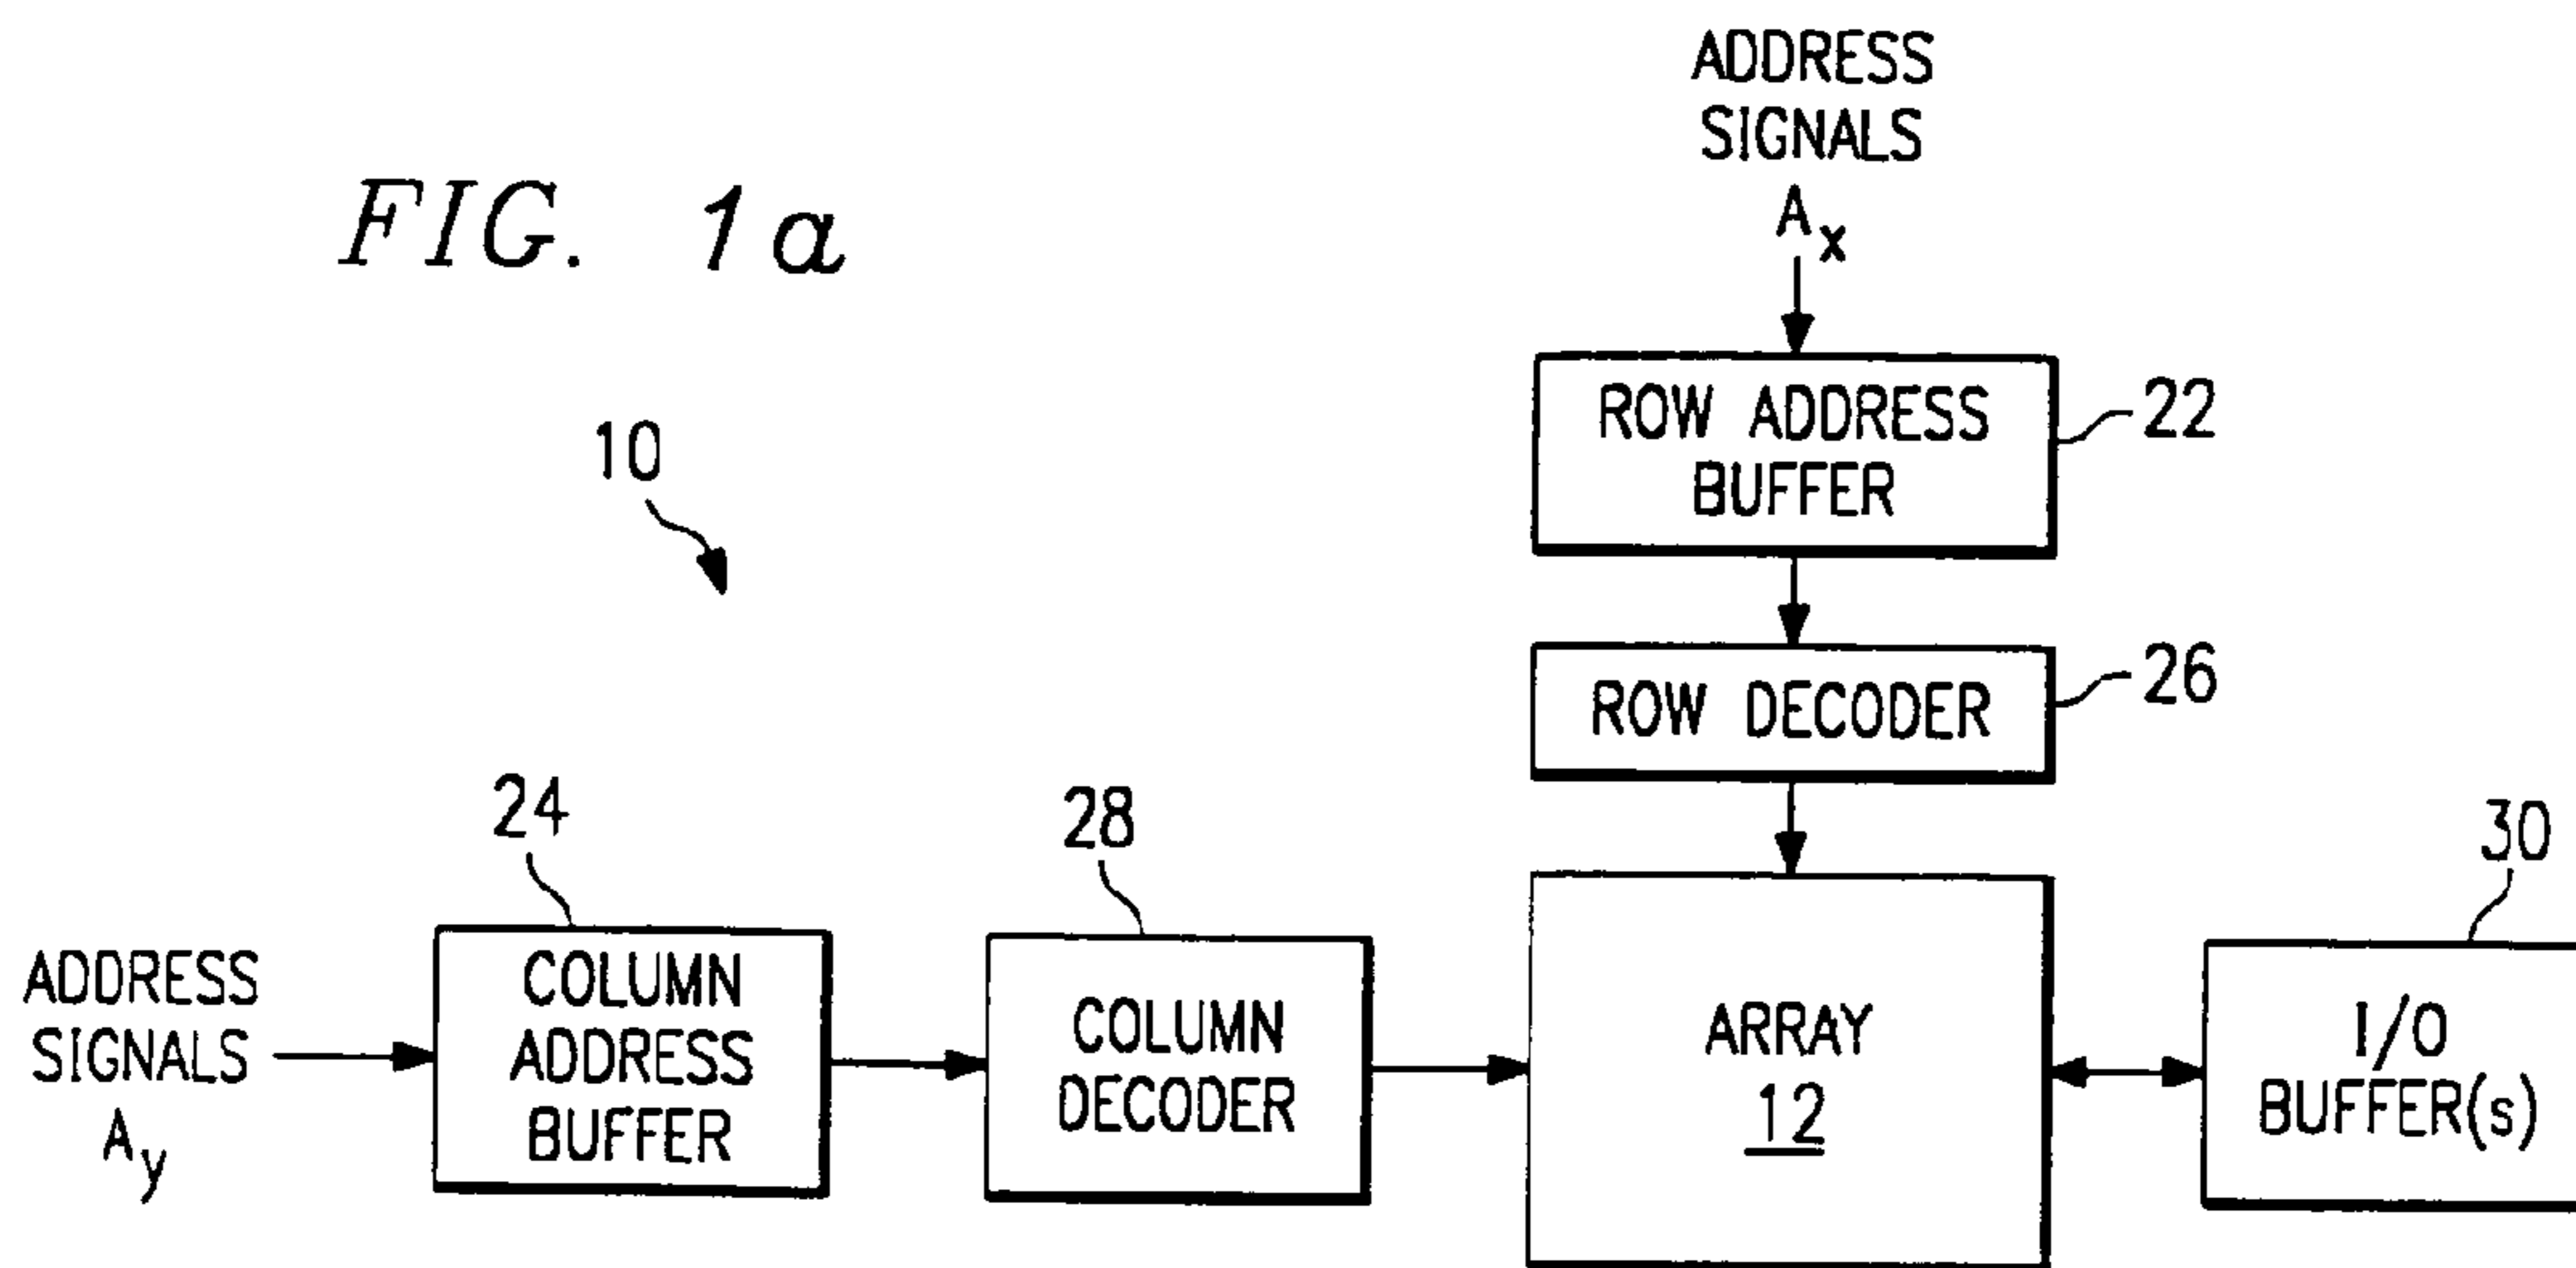 FIG. 1a
ADDRESS
SIGNALS
Ax
ROW ADDRESS
BUFFER
22
10
ROW DECODER
26
24
28
30
ADDRESS
SIGNALS
Ay
COLUMN
ADDRESS
BUFFER
COLUMN
DECODER
ARRAY
12
I/O
BUFFER(s)